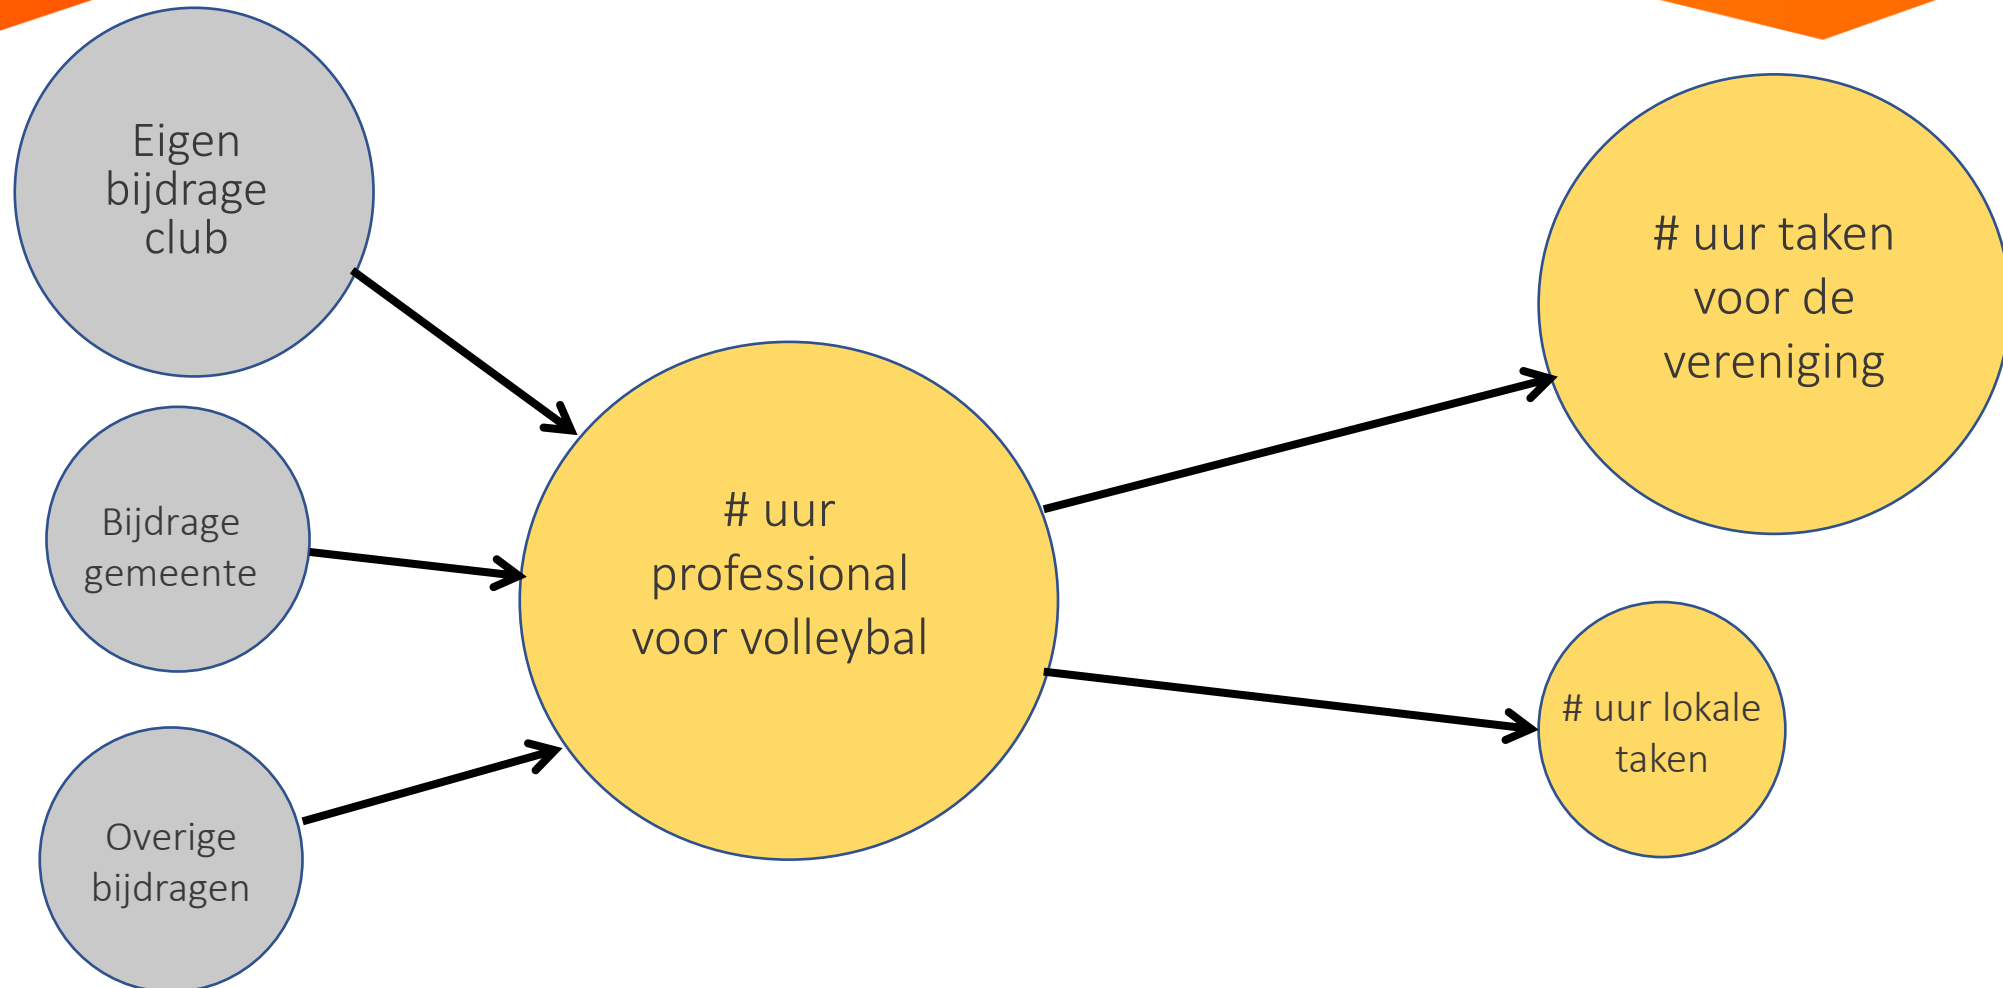 Eigen
bijdrage
club
Bijdrage
gemeente
Overige
bijdragen
# uur
professional
voor volleybal
# uur taken
voor de
vereniging
# uur lokale
taken